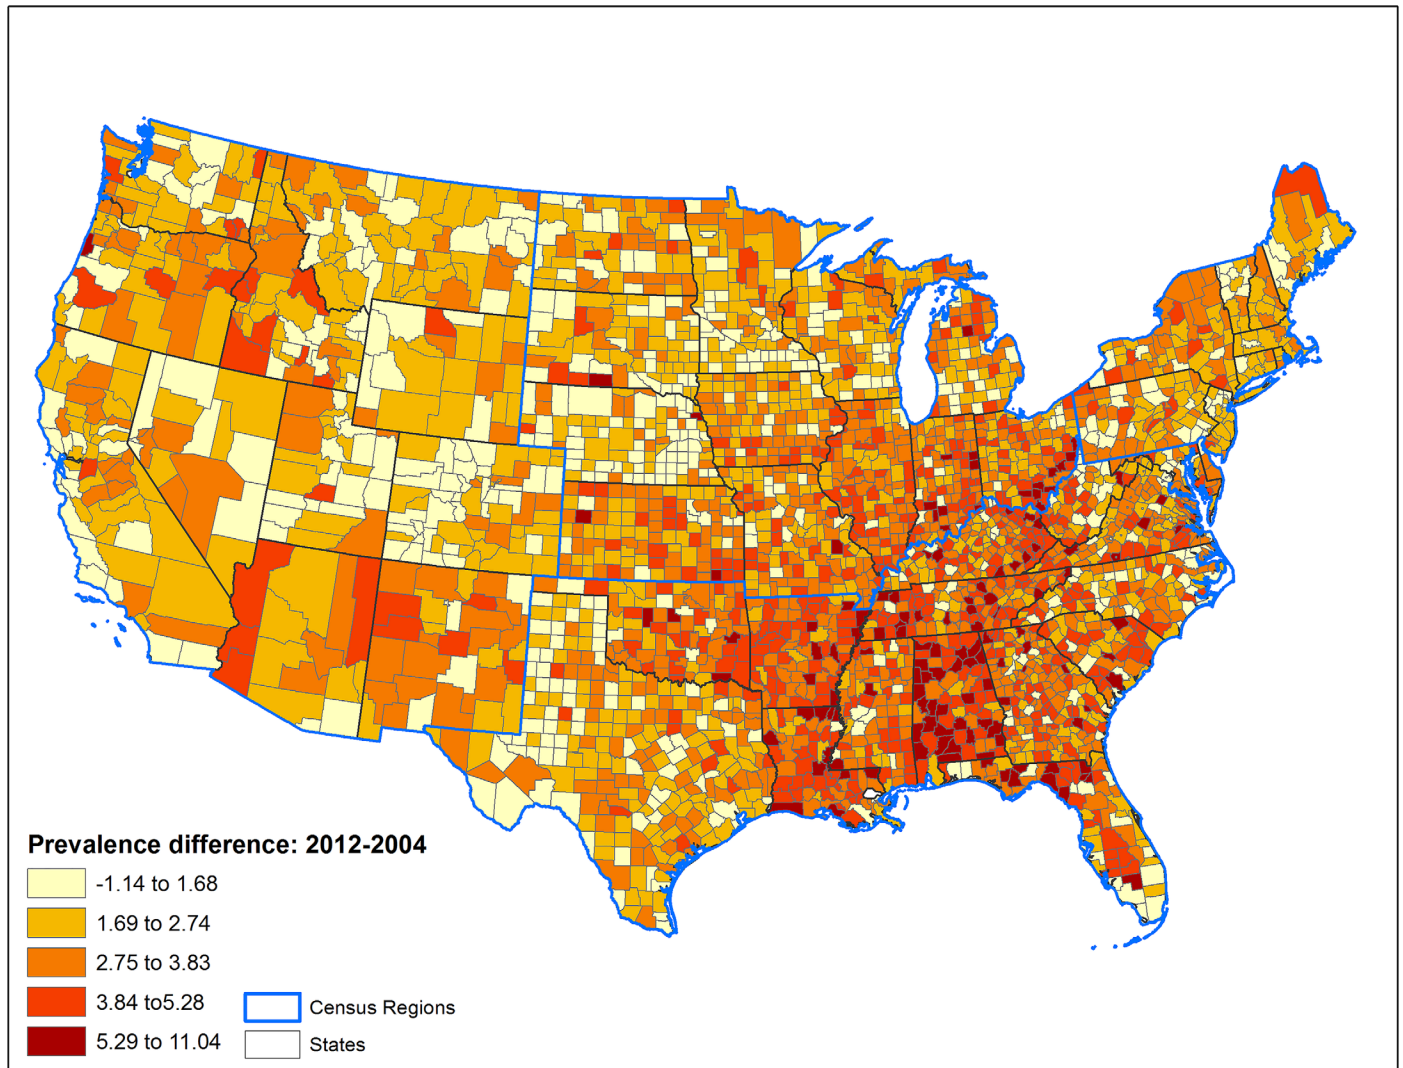 Prevalence difference: 2012-2004
-1.14 to 1.68
1.69 to 2.74
2.75 to 3.83
3.84 to5.28
5.29 to 11.04
Census Regions
States